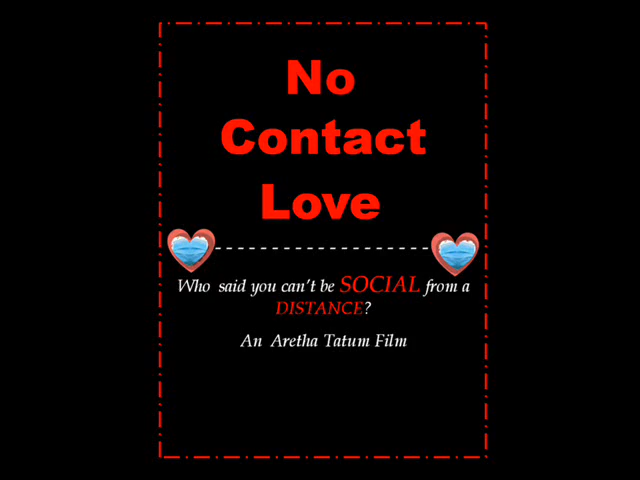 No
Contact
Love
Who said you can't be SOCIAL from a
DISTANCE?
An Aretha Tatum Film